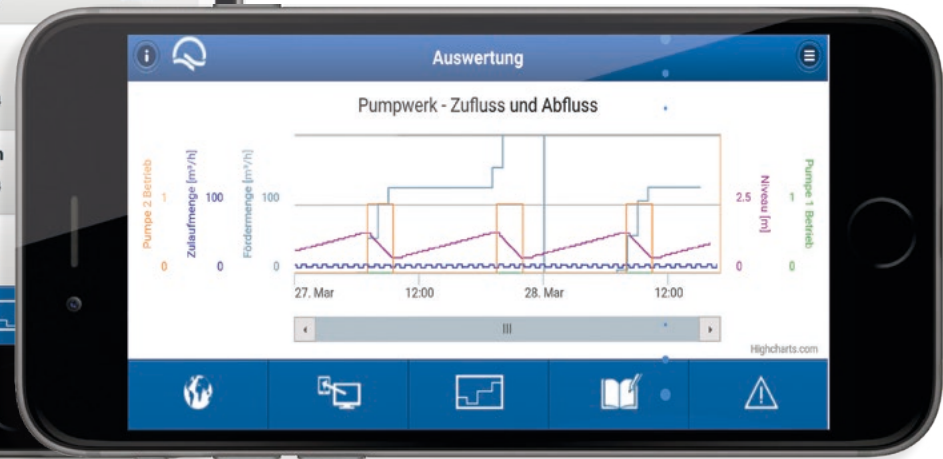 Auswertung
Pumpwerk - Zufluss und Abfluss
Pumpe 2 Betrieb
1
0
Zulaufmenge [m³/h]
100
0
Fördermenge [m³/h]
100
0
2.5
0
Niveau [m]
1
0
Pumpe 1 Betrieb
27. Mar
12:00
28. Mar
12:00
Highcharts.com